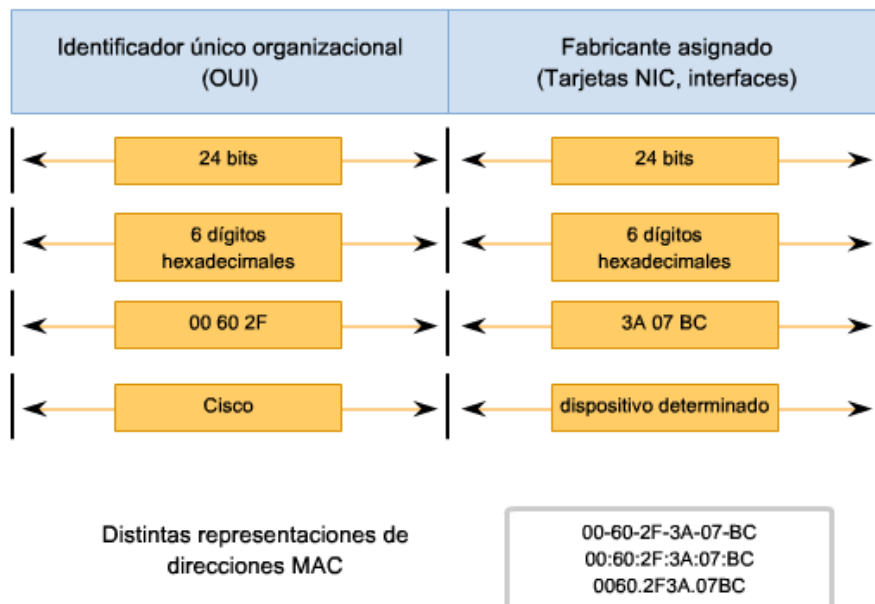 Identificador único organizacional
(OUI)
Fabricante asignado
(Tarjetas NIC, interfaces)
24 bits
24 bits
6 dígitos
hexadecimales
6 dígitos
hexadecimales
00 60 2F
3A 07 BC
Cisco
dispositivo determinado
Distintas representaciones de
direcciones MAC
00-60-2F-3A-07-BC
00:60:2F:3A:07:BC
0060.2F3A.07BC